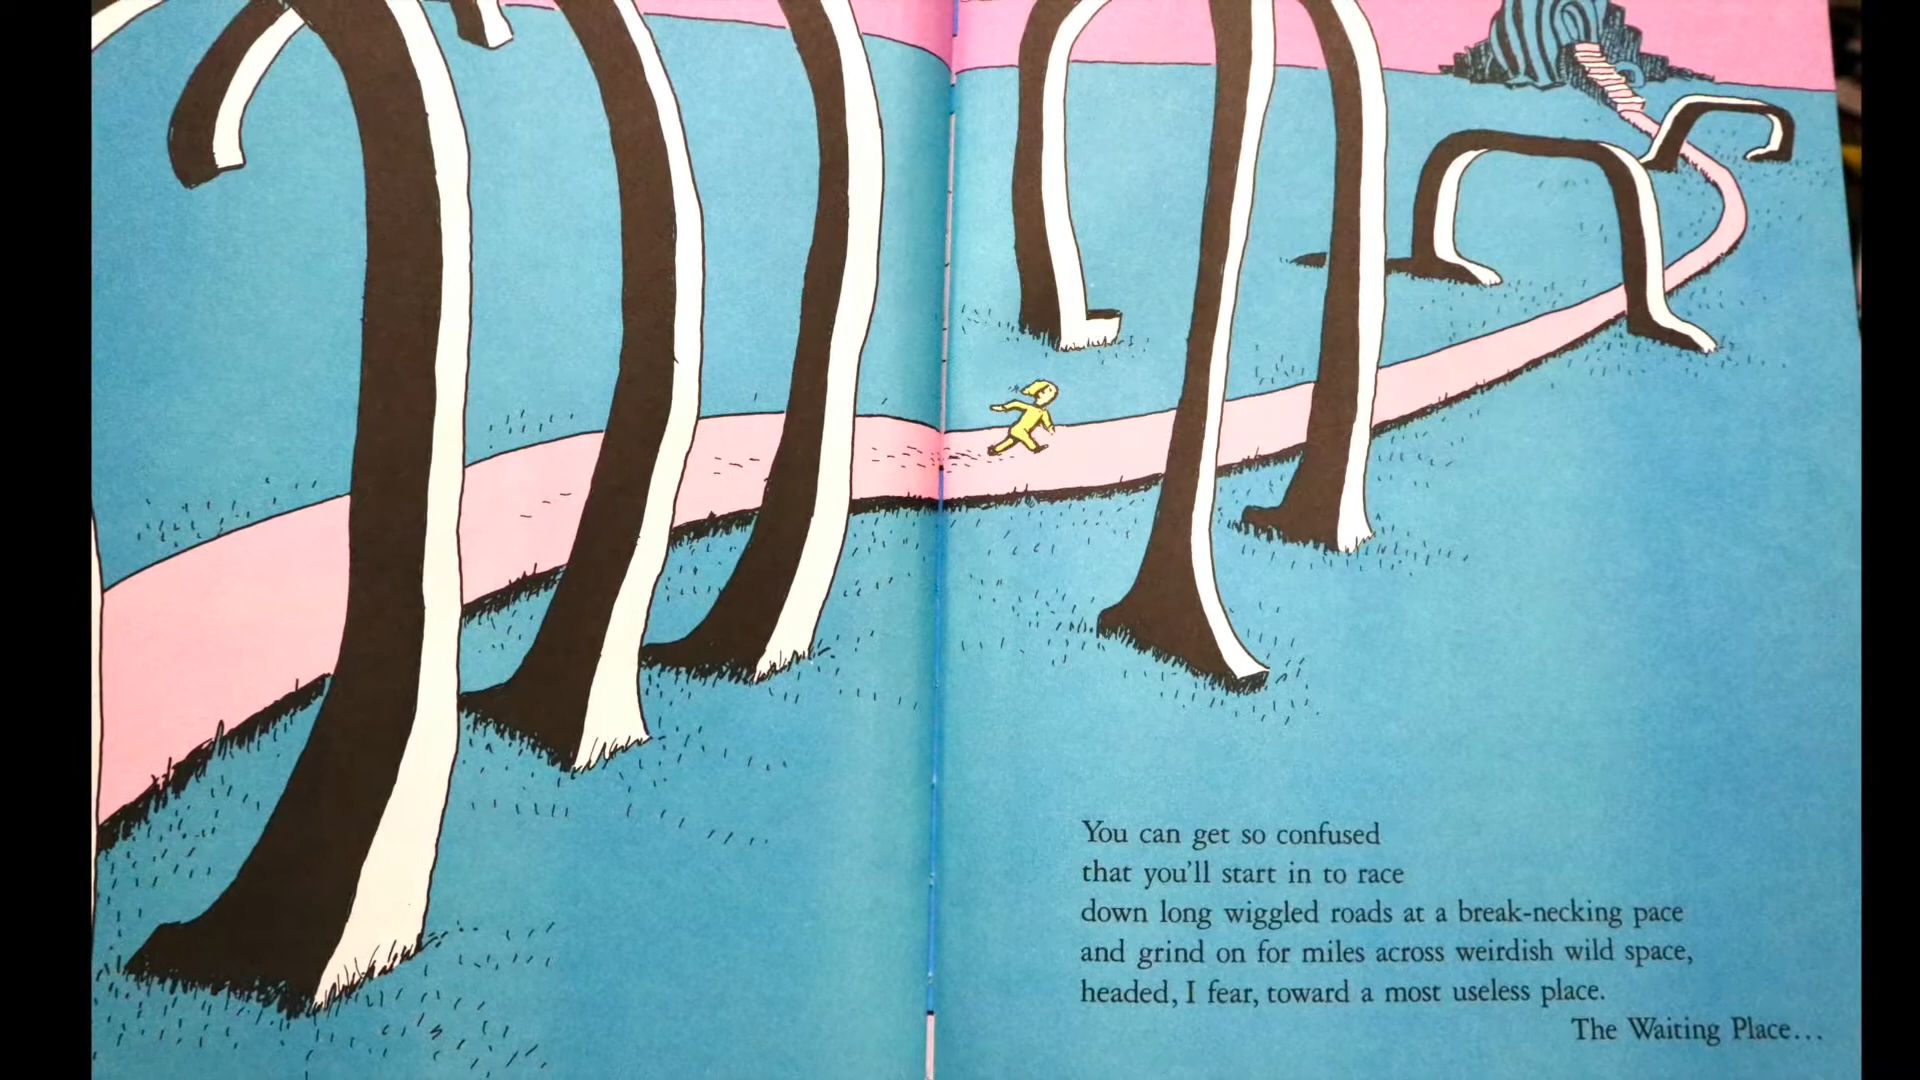 You can get so confused
that you'll start in to race
down long wiggled roads at a break-necking pace
and grind on for miles across weirdish wild space,
headed, I fear, toward a most useless place.
The Waiting Place...